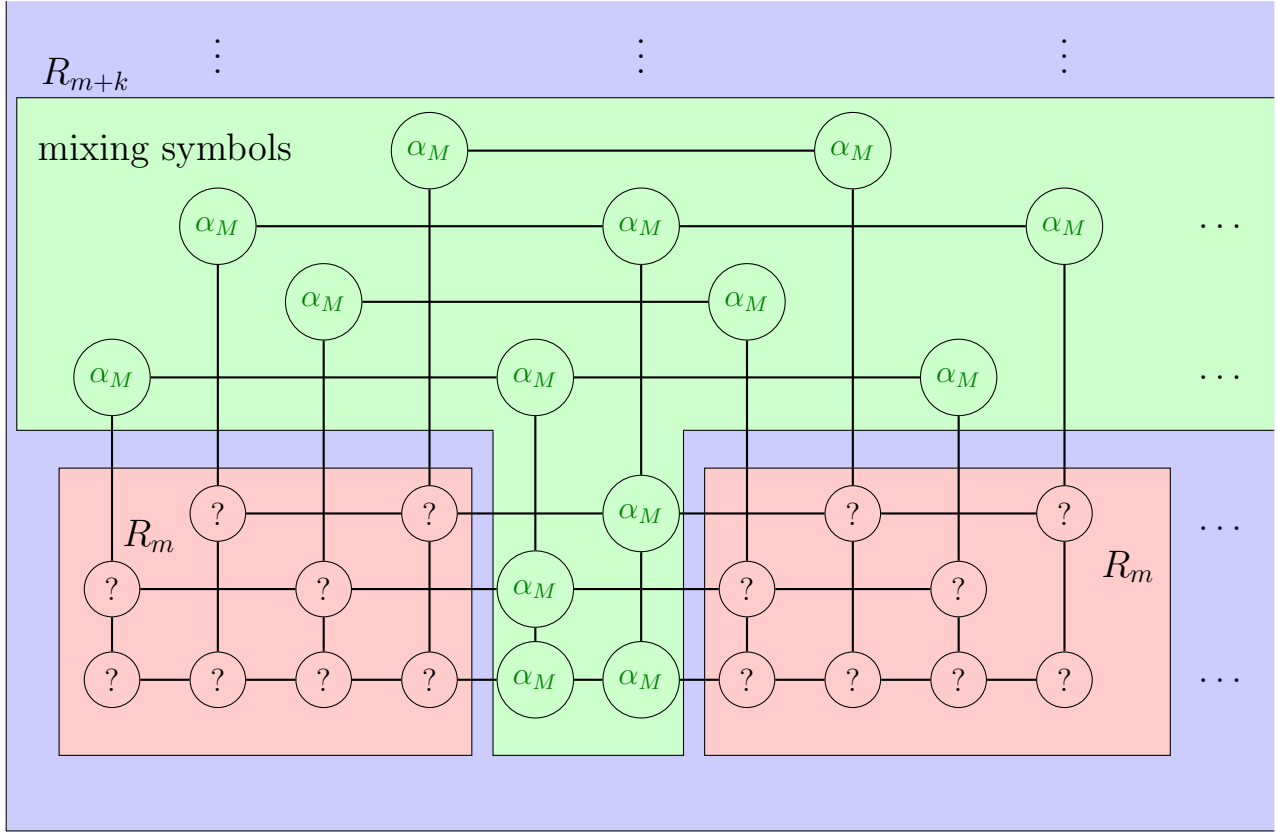 ⋮ ⋮ ⋮
R_{m+k}
mixing symbols α_M α_M
α_M α_M α_M ⋯
α_M α_M
α_M α_M α_M ⋯
? ? α_M ? ? ⋯
R_m
R_m
? ? α_M ? ?
? ? ? ? α_M α_M ? ? ? ? ⋯